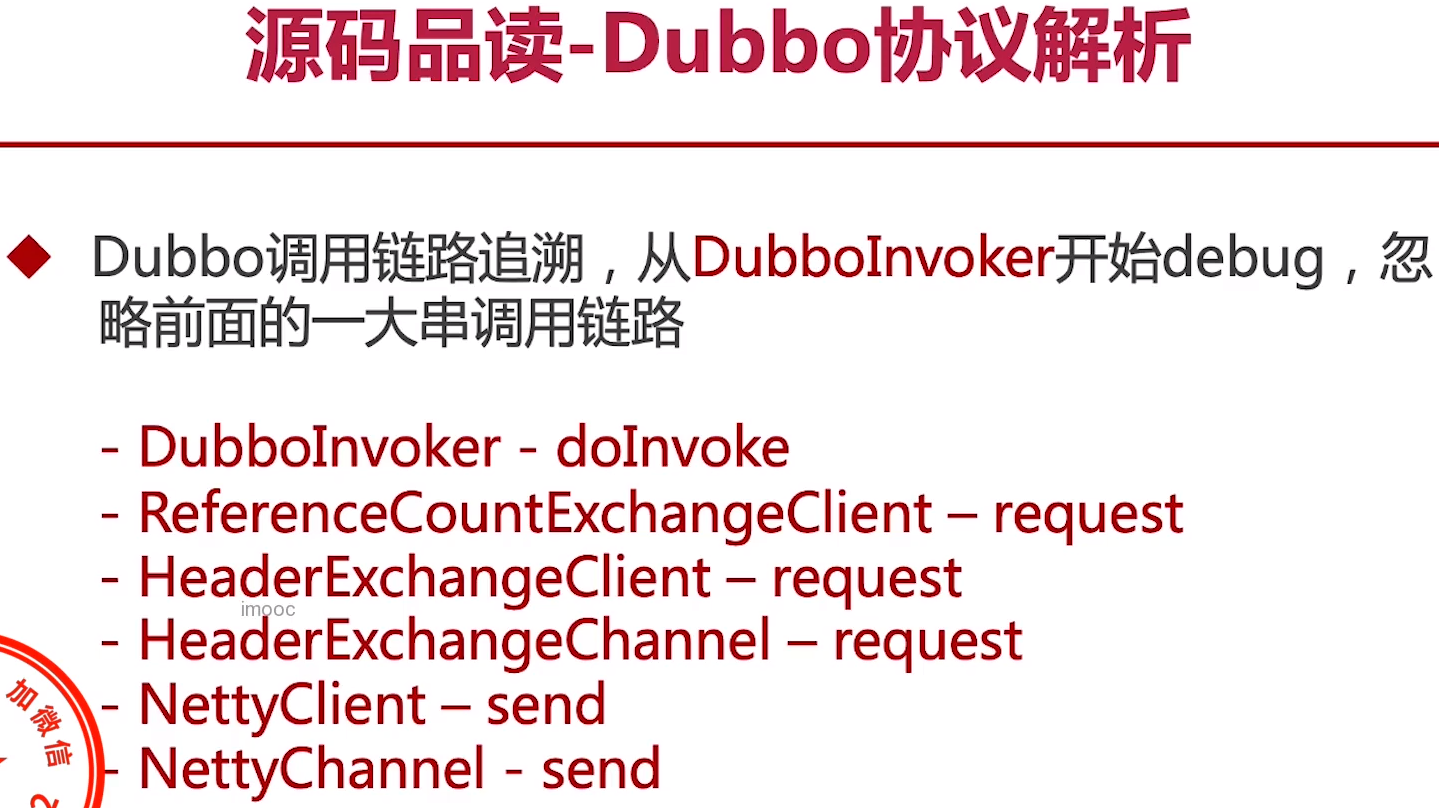 源码品读-Dubbo协议解析
Dubbo调用链路追溯，从DubboInvoker开始debug，忽
略前面的一大串调用链路
- DubboInvoker - doInvoke
- ReferenceCountExchangeClient – request
- HeaderExchangeClient – request
imooc
- HeaderExchangeChannel – request
- NettyClient – send
- NettyChannel - send
加微信